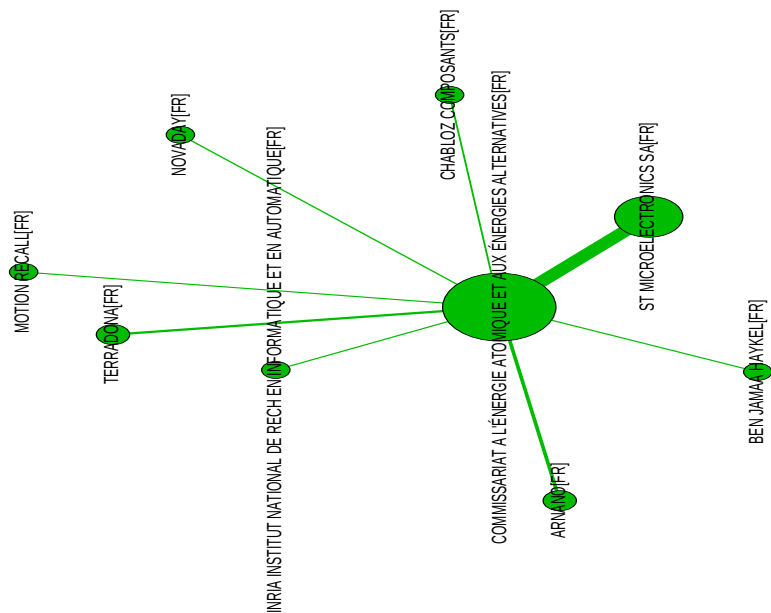 MOTION RECALL[FR]
TERRADONA[FR]
NOVADAY[FR]
INRIA INSTITUT NATIONAL DE RECH EN INFORMATIQUE ET EN AUTOMATIQUE[FR]
CHABLOZ COMPOSANTS[FR]
COMMISSARIAT A L'ÉNERGIE ATOMIQUE ET AUX ÉNERGIES ALTERNATIVES[FR]
ARNANO[FR]
ST MICROELECTRONICS SA[FR]
BEN JAMAA HAYKEL[FR]